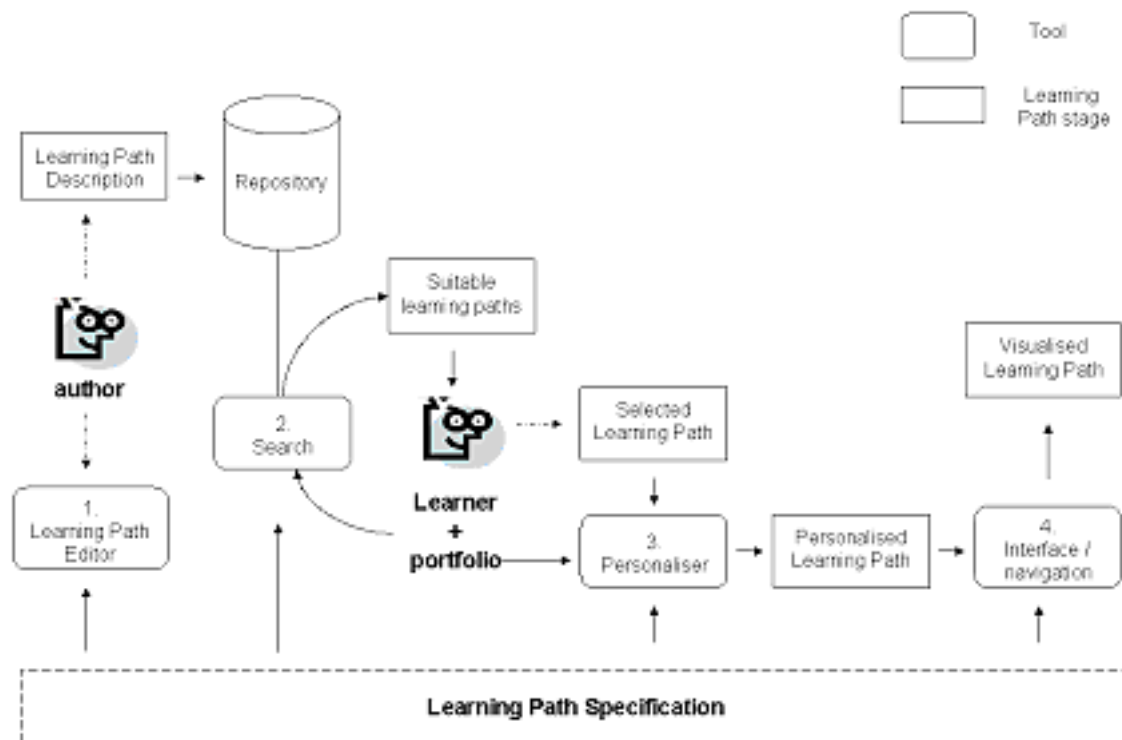 Tool
Learning
Path stage
Learning Path
Description
Repository
Suitable
learning paths
author
Visualised
Learning Path
2.
Search
Selected
Learning Path
Learner
+
portfolio
1.
Learning Path
Editor
3.
Personaliser
Personalised
Learning Path
4.
Interface /
navigation
Learning Path Specification